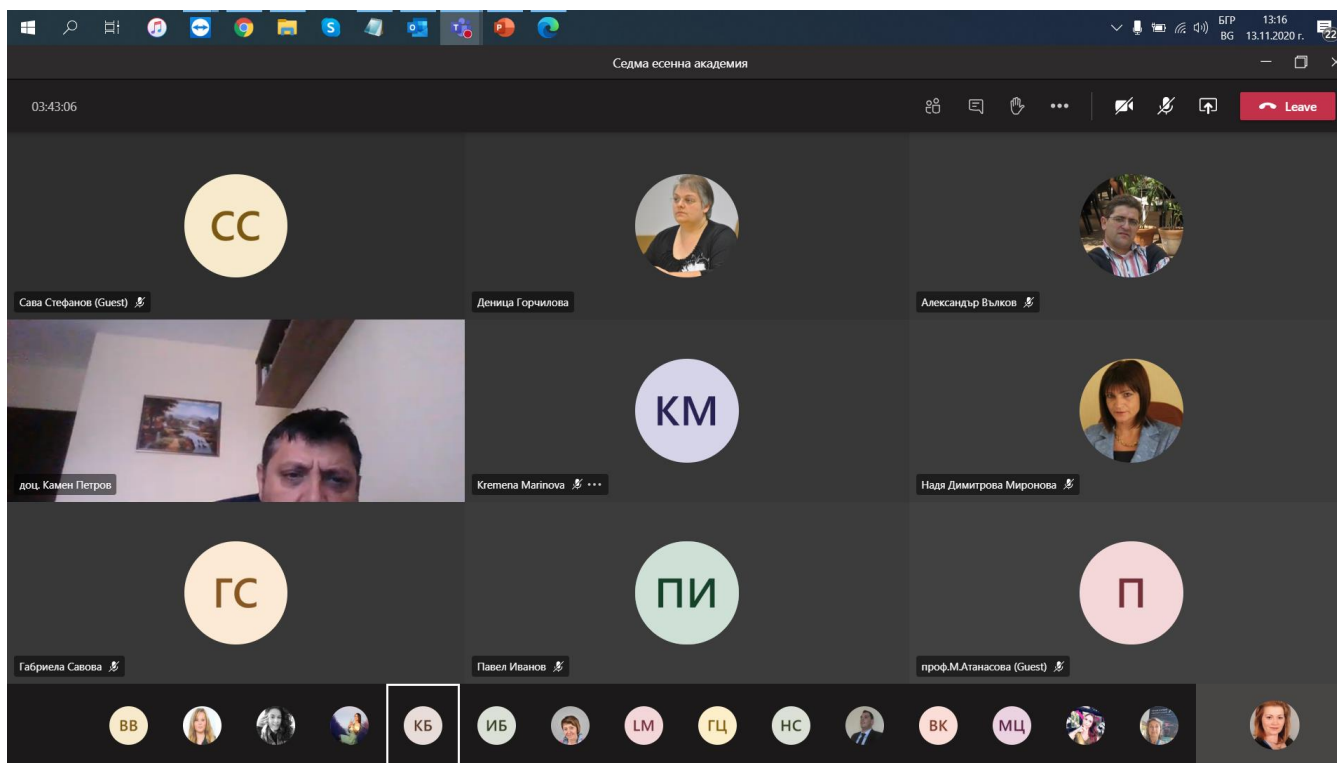 БГР
13:16
BG
13.11.2020 г.
22
Седма есенна академия
03:43:06
Leave
СС
Сава Стефанов (Guest)
Деница Горчилова
Александър Вълков
доц. Камен Петров
КМ
Kremena Marinova
Надя Димитрова Миронова
ГС
Габриела Савова
ПИ
Павел Иванов
П
проф.М.Атанасова (Guest)
ВВ
КБ
ИБ
LM
ГЦ
НС
ВК
МЦ